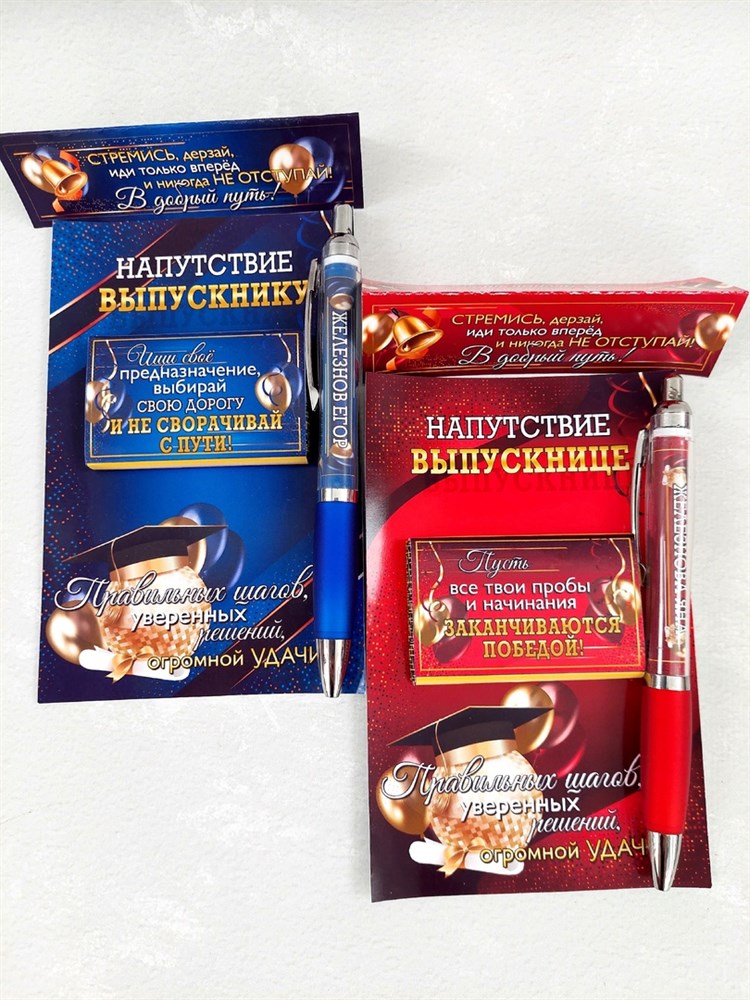 СТРЕМИСЬ, дерзай,
иди только вперёд
и никогда НЕ ОТСТУПАЙ!
В добрый путь!
НАПУТСТВИЕ
ВЫПУСКНИКУ
Ищи своё
предназначение,
выбирай
СВОЮ ДОРОГУ
И НЕ СВОРАЧИВАЙ
С ПУТИ!
ЖЕЛЕЗНОВ ЕГОР
Правильных шагов,
уверенных
решений,
огромной УДАЧИ
СТРЕМИСЬ, дерзай,
иди только вперёд
и никогда НЕ ОТСТУПАЙ!
В добрый путь!
НАПУТСТВИЕ
ВЫПУСКНИЦЕ
Пусть
все твои пробы
и начинания
ЗАКАНЧИВАЮТСЯ
ПОБЕДОЙ!
Правильных шагов,
уверенных
решений,
огромной УДАЧ